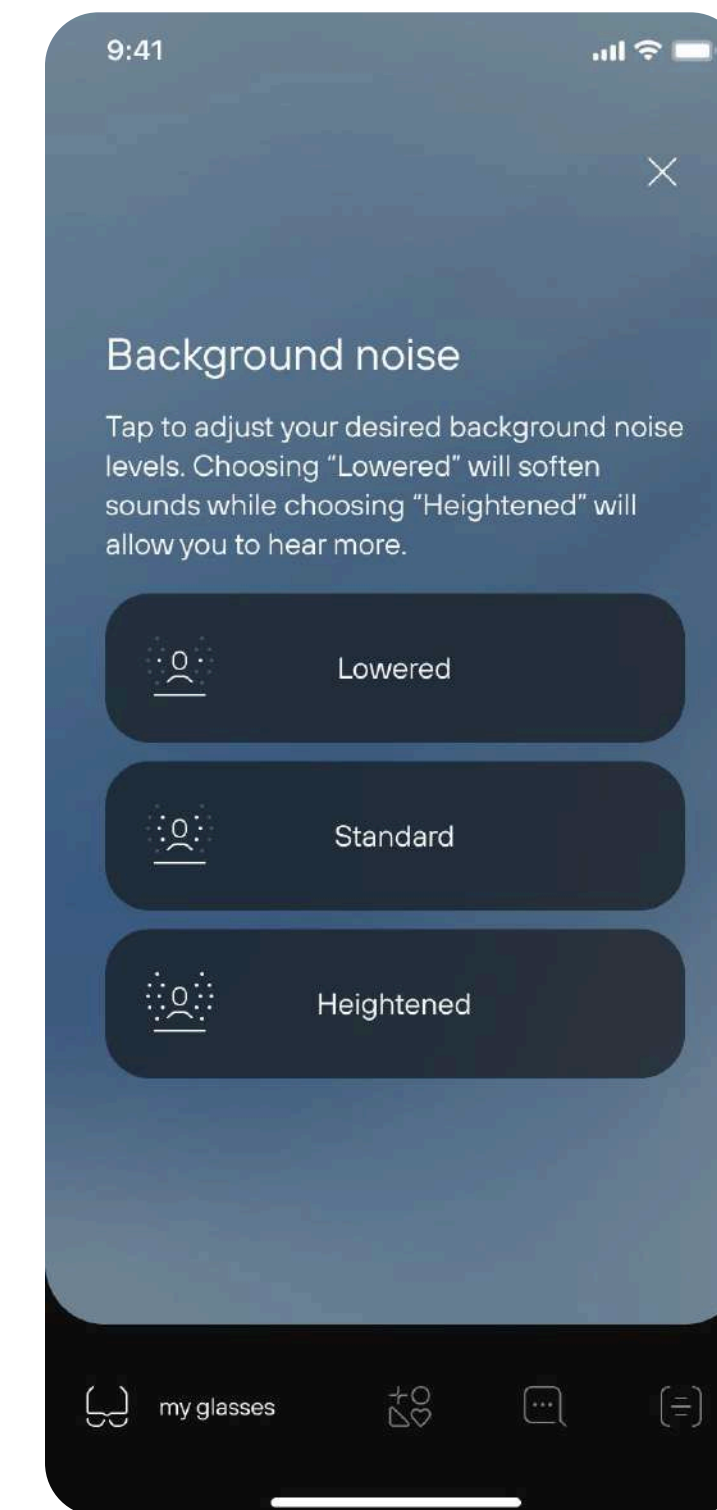 9:41
Background noise
Tap to adjust your desired background noise
levels. Choosing “Lowered” will soften
sounds while choosing “Heightened” will
allow you to hear more.
Lowered
Standard
Heightened
my glasses